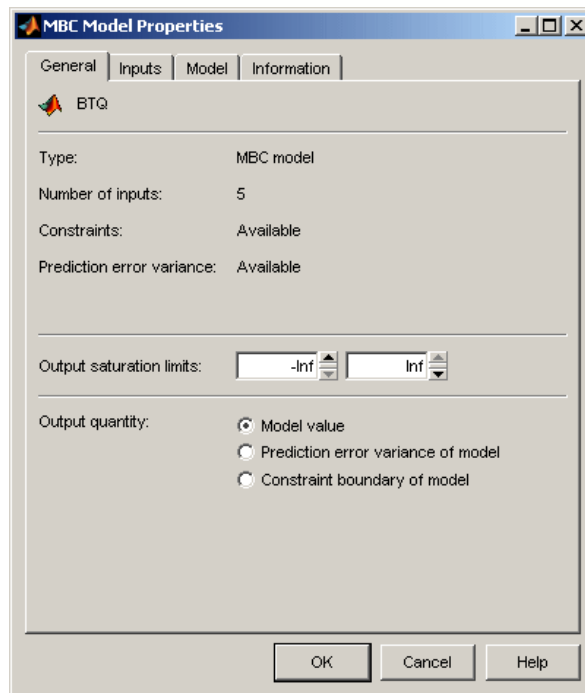 MBC Model Properties
General Inputs Model Information
BTQ
Type: MBC model
Number of inputs: 5
Constraints: Available
Prediction error variance: Available
Output saturation limits: -Inf Inf
Output quantity: Model value
Prediction error variance of model
Constraint boundary of model
OK Cancel Help